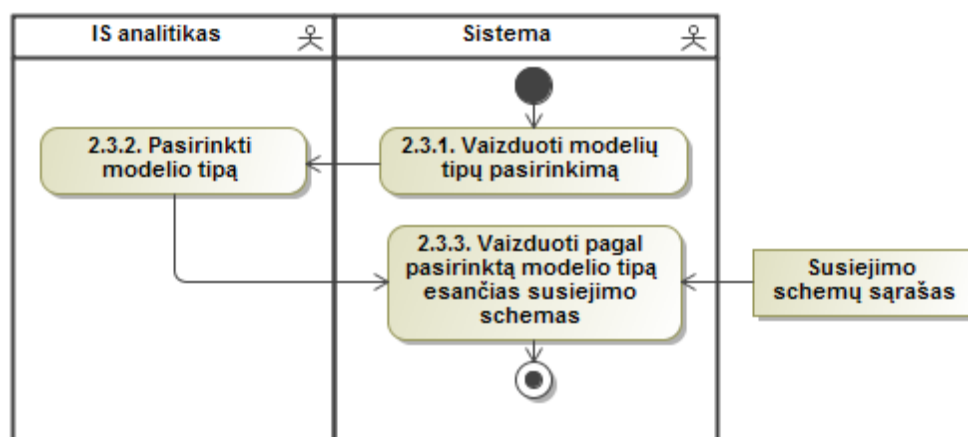 IS analitikas
Sistema
2.3.2. Pasirinkti
modelio tipą
2.3.1. Vaizduoti modelių
tipų pasirinkimą
2.3.3. Vaizduoti pagal
pasirinktą modelio tipą
esančias susiejimo
schemas
Susiejimo
schemų sąrašas